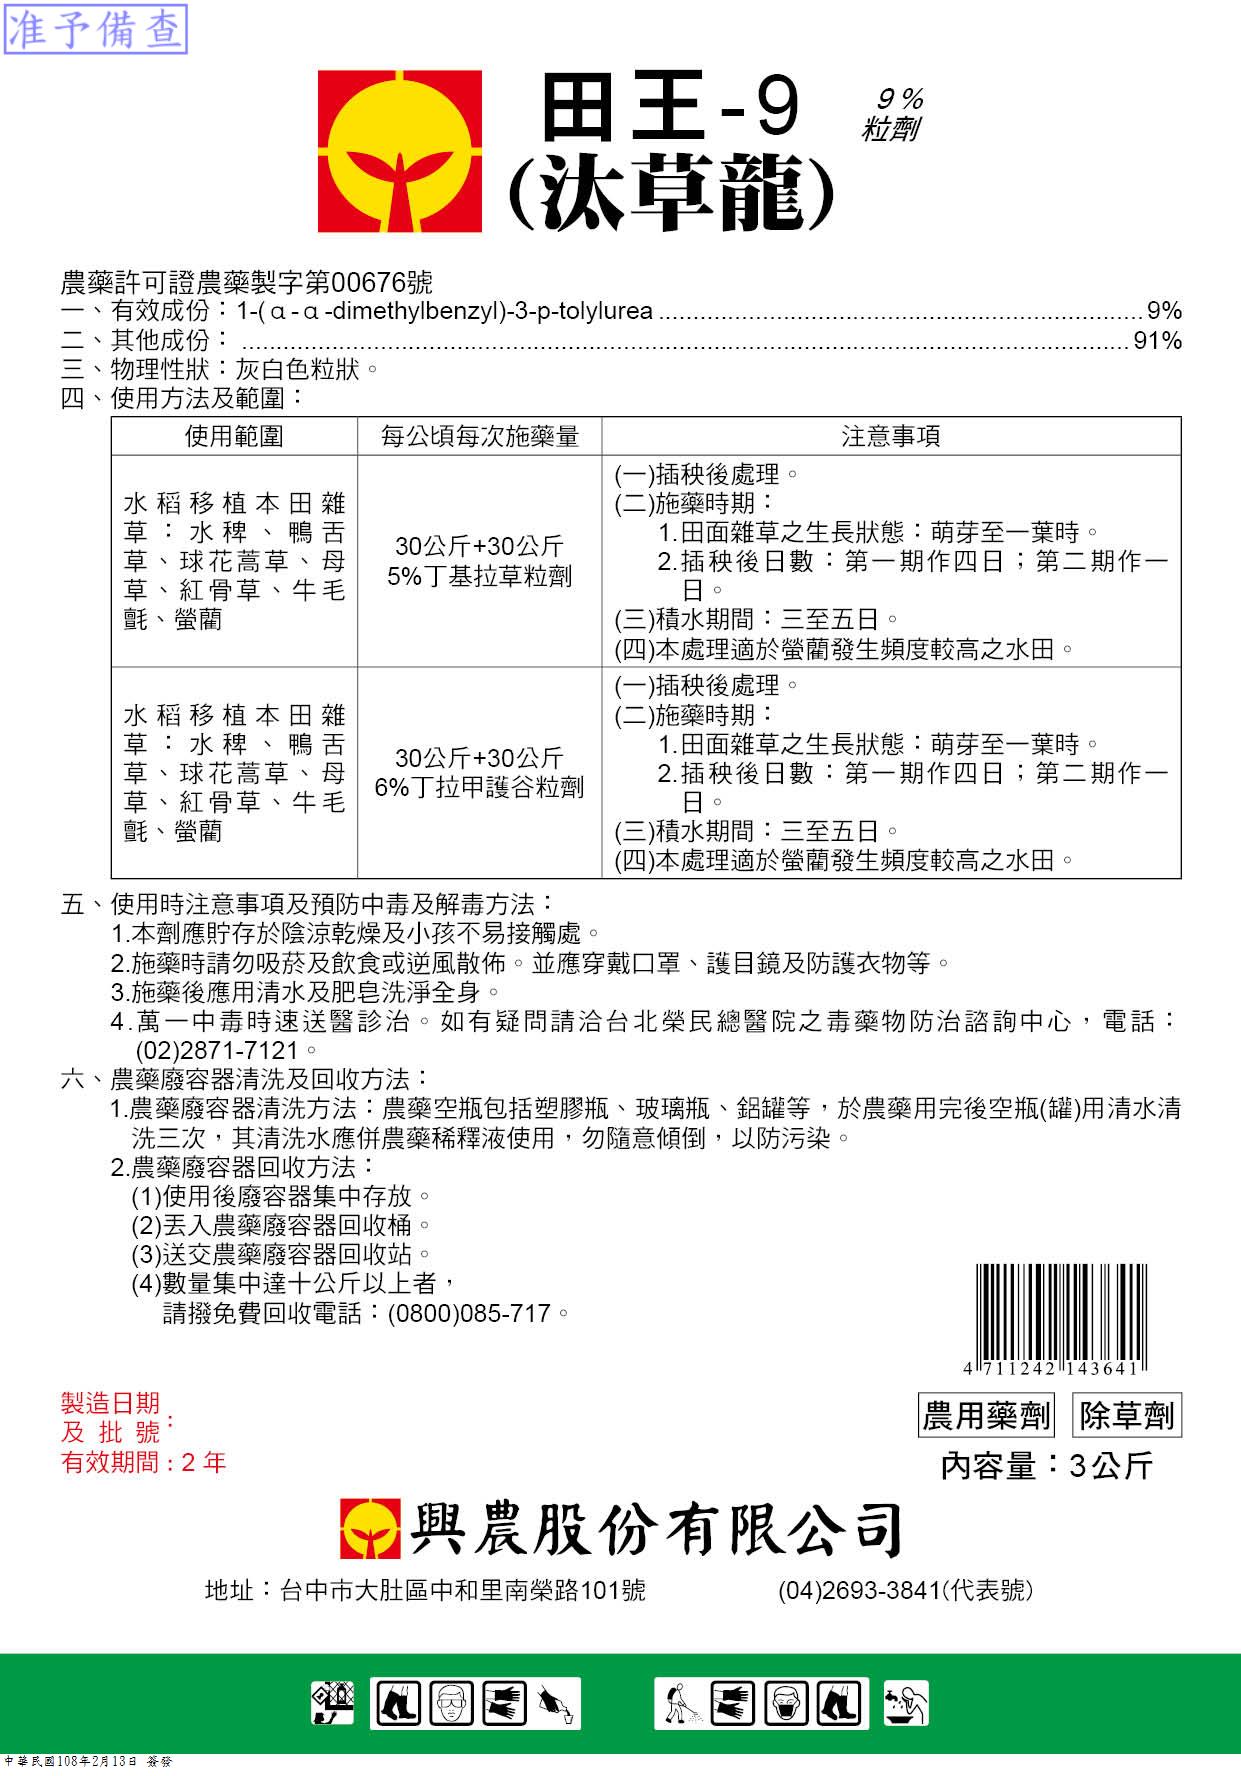 准予備查
田王-9
9%
粒劑
(汰草龍)
農藥許可證農藥製字第00676號
一、有效成份：1-(α-α-dimethylbenzyl)-3-p-tolylurea 9%
二、其他成份： 91%
三、物理性狀：灰白色粒狀。
四、使用方法及範圍：
使用範圍 每公頃每次施藥量 注意事項
水稻移植本田雜
草：水稗、鴨舌
草、球花蒿草、母
草、紅骨草、牛毛
氈、螢藺
30公斤+30公斤
5%丁基拉草粒劑
(一)插秧後處理。
(二)施藥時期：
1.田面雜草之生長狀態：萌芽至一葉時。
2.插秧後日數：第一期作四日；第二期作一
日。
(三)積水期間：三至五日。
(四)本處理適於螢藺發生頻度較高之水田。
水稻移植本田雜
草：水稗、鴨舌
草、球花蒿草、母
草、紅骨草、牛毛
氈、螢藺
30公斤+30公斤
6%丁拉甲護谷粒劑
(一)插秧後處理。
(二)施藥時期：
1.田面雜草之生長狀態：萌芽至一葉時。
2.插秧後日數：第一期作四日；第二期作一
日。
(三)積水期間：三至五日。
(四)本處理適於螢藺發生頻度較高之水田。
五、使用時注意事項及預防中毒及解毒方法：
1.本劑應貯存於陰涼乾燥及小孩不易接觸處。
2.施藥時請勿吸菸及飲食或逆風散佈。並應穿戴口罩、護目鏡及防護衣物等。
3.施藥後應用清水及肥皂洗淨全身。
4.萬一中毒時速送醫診治。如有疑問請洽台北榮民總醫院之毒藥物防治諮詢中心，電話：
(02)2871-7121。
六、農藥廢容器清洗及回收方法：
1.農藥廢容器清洗方法：農藥空瓶包括塑膠瓶、玻璃瓶、鋁罐等，於農藥用完後空瓶(罐)用清水清
洗三次，其清洗水應併農藥稀釋液使用，勿隨意傾倒，以防污染。
2.農藥廢容器回收方法：
(1)使用後廢容器集中存放。
(2)丟入農藥廢容器回收桶。
(3)送交農藥廢容器回收站。
(4)數量集中達十公斤以上者，
請撥免費回收電話：(0800)085-717。
4 711242 143641
製造日期
及批號：
有效期間：2年
農用藥劑 除草劑
內容量：3公斤
興農股份有限公司
地址：台中市大肚區中和里南榮路101號 (04)2693-3841(代表號)
中華民國108年2月13日 簽發